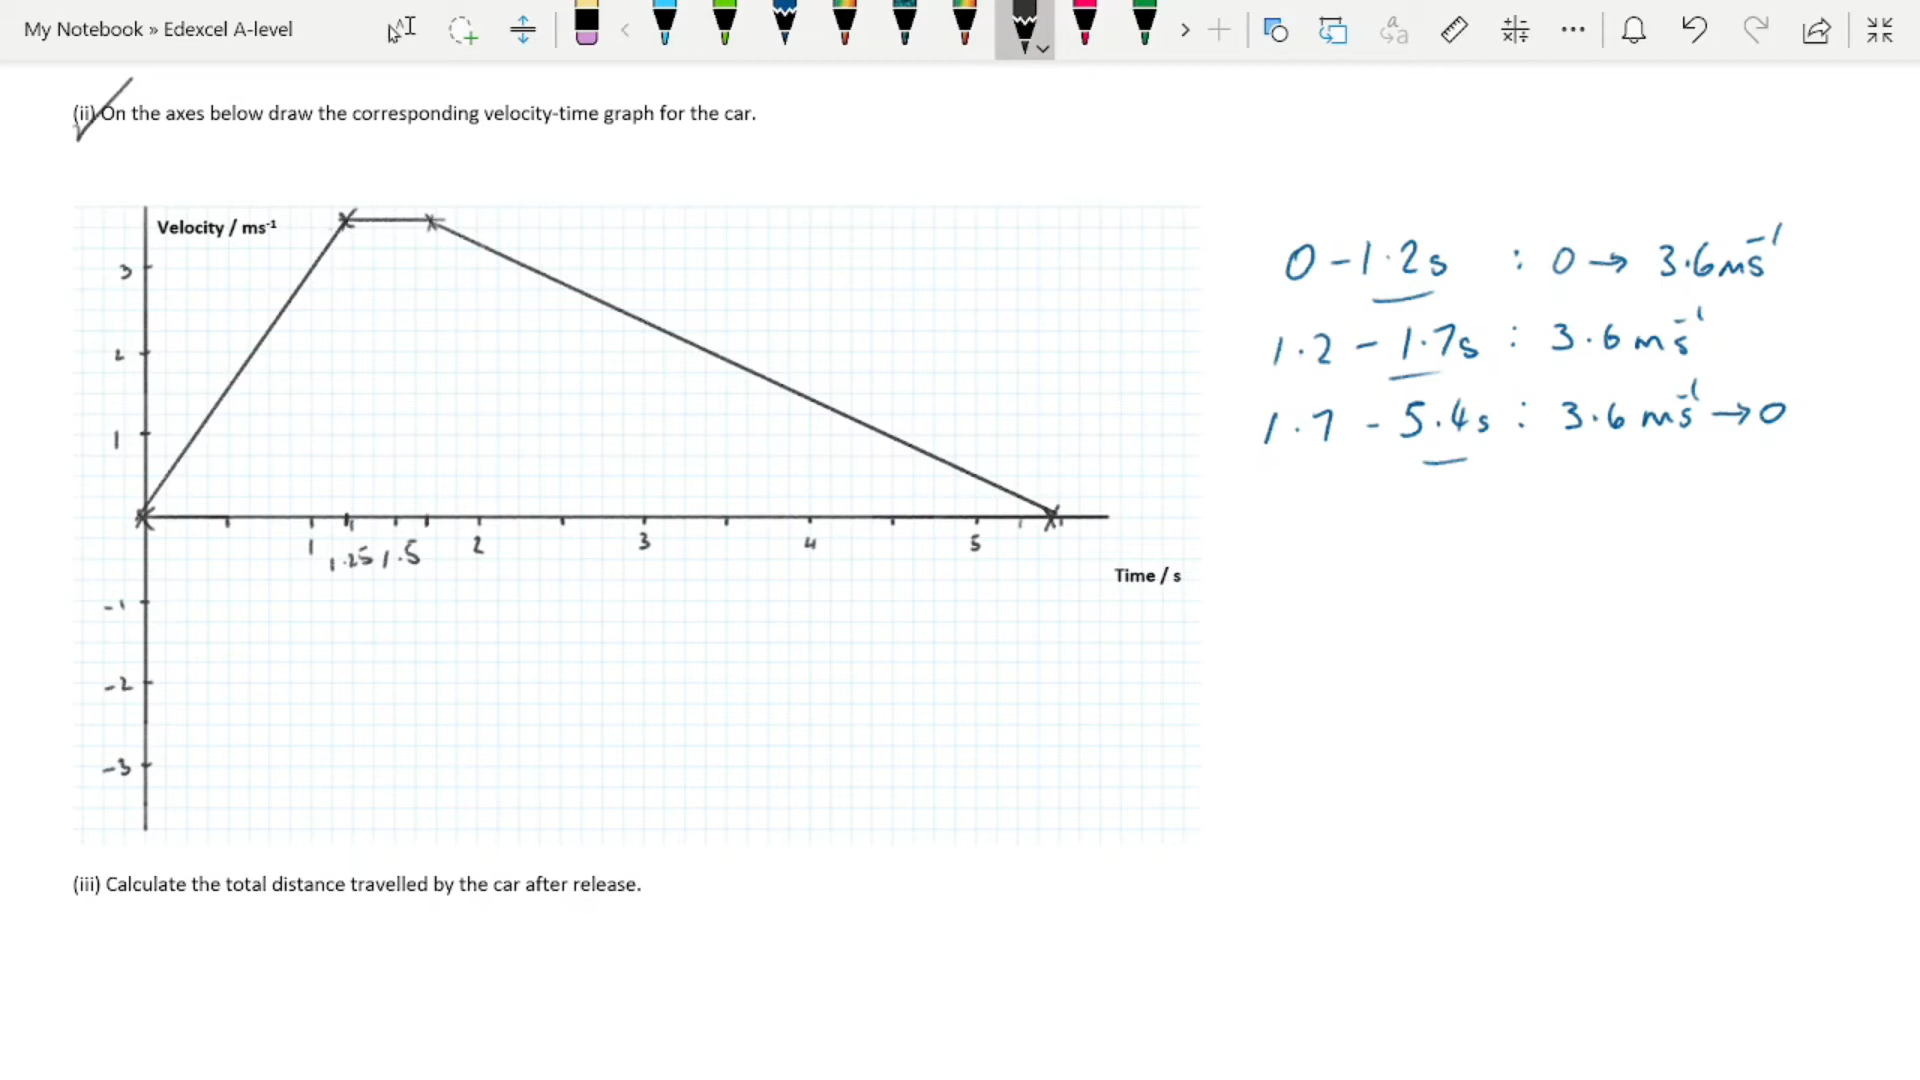 My Notebook » Edexcel A-level
(ii) On the axes below draw the corresponding velocity-time graph for the car.
Velocity / ms⁻¹
3
2
1
1
1.25
1.5
2
3
4
5
Time / s
-1
-2
-3
0 - 1.2s : 0 → 3.6ms⁻¹
1.2 - 1.7s : 3.6ms⁻¹
1.7 - 5.4s : 3.6ms⁻¹ → 0
(iii) Calculate the total distance travelled by the car after release.